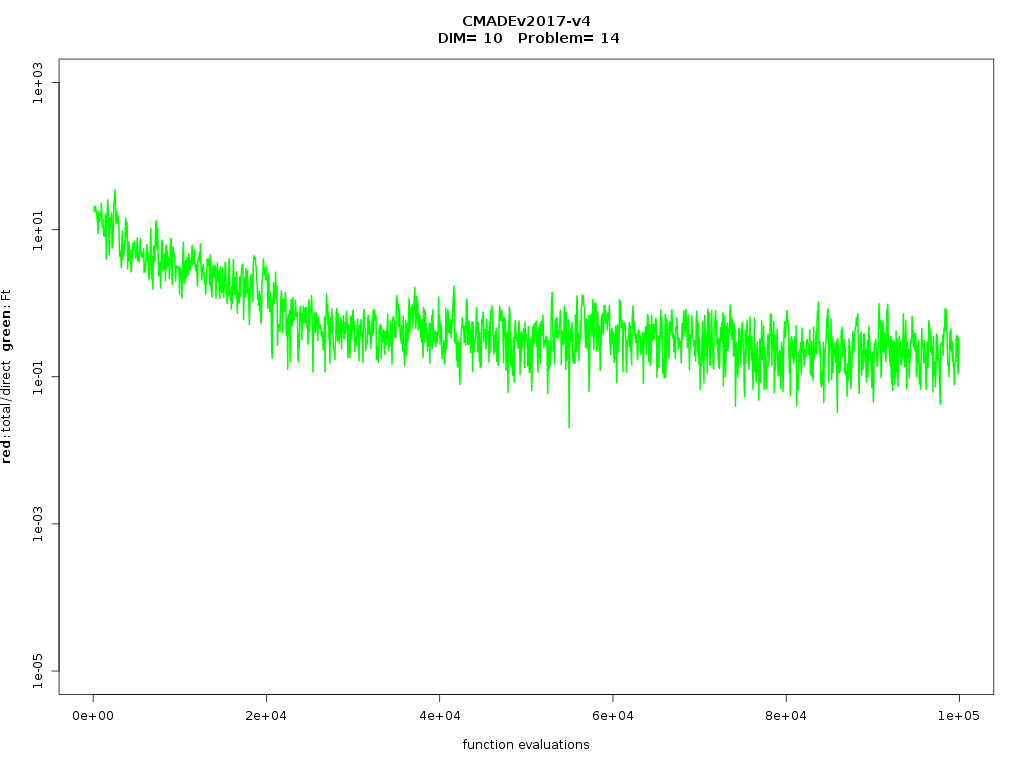 CMADEv2017-v4
DIM= 10 Problem= 14
1e+03
1e+01
1e-01
1e-03
1e-05
red:total/direct green:Ft
0e+00
2e+04
4e+04
6e+04
8e+04
1e+05
function evaluations